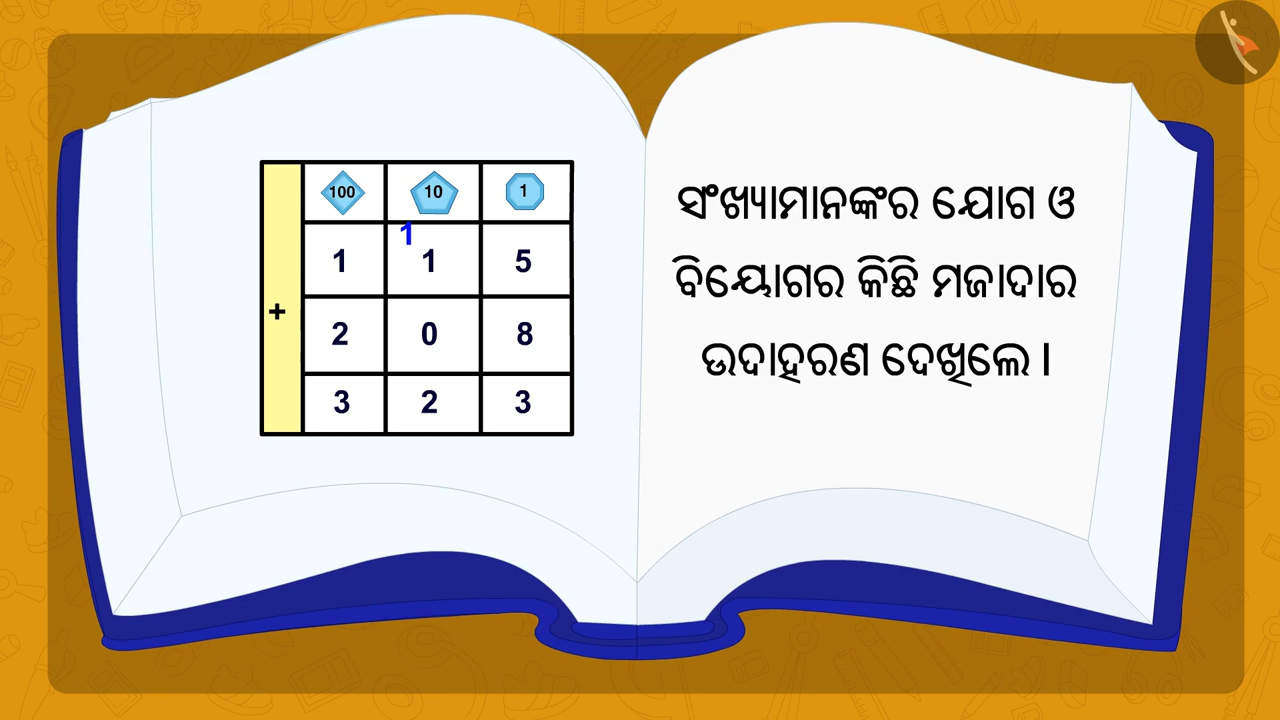 100 10 1
1
1 1 5
+
2 0 8
3 2 3
ସଂଖ୍ୟାମାନଙ୍କର ଯୋଗ ଓ
ବିୟୋଗର କିଛି ମଜାଦାର
ଉଦାହରଣ ଦେଖିଲେ ।